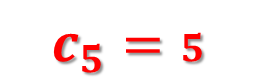 c₅ = 5